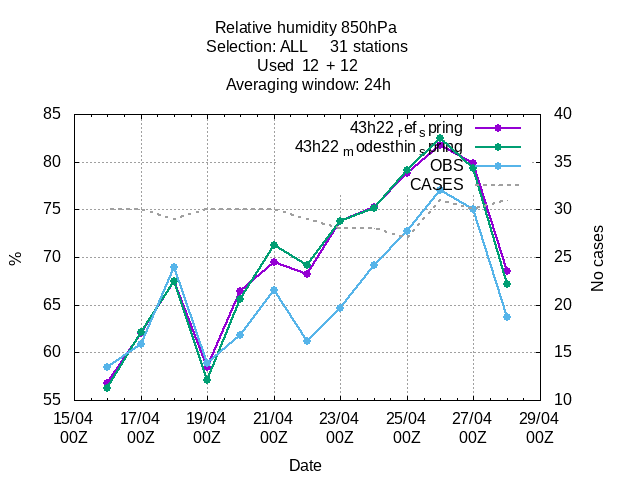 Relative humidity 850hPa
Selection: ALL     31 stations
Used  12  + 12
Averaging window: 24h
85
80
75
70
65
60
55
40
35
30
25
20
15
10
43h22 ref spring
43h22 modesthin spring
OBS
CASES
%
No cases
15/04 17/04 19/04 21/04 23/04 25/04 27/04 29/04
00Z 00Z 00Z 00Z 00Z 00Z 00Z 00Z
Date